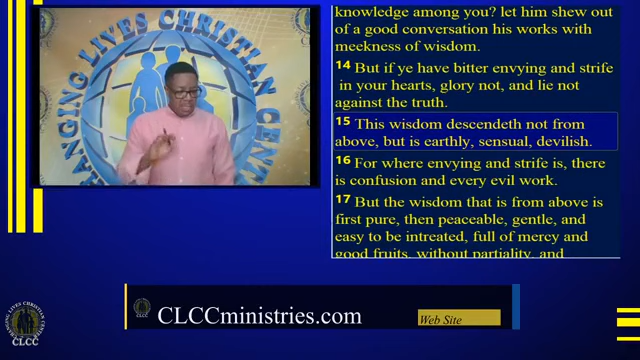 CHANGING LIVES CHRISTIAN CENTER
knowledge among you? let him shew out
of a good conversation his works with
meekness of wisdom.
14 But if ye have bitter envying and strife
in your hearts, glory not, and lie not
against the truth.
15 This wisdom descendeth not from
above, but is earthly, sensual, devilish.
16 For where envying and strife is, there
is confusion and every evil work.
17 But the wisdom that is from above is
first pure, then peaceable, gentle, and
easy to be intreated, full of mercy and
good fruits, without partiality, and
CLCC
CLCCministries.com
Web Site
CHANGING LIVES CHRISTIAN CENTER
CLCC